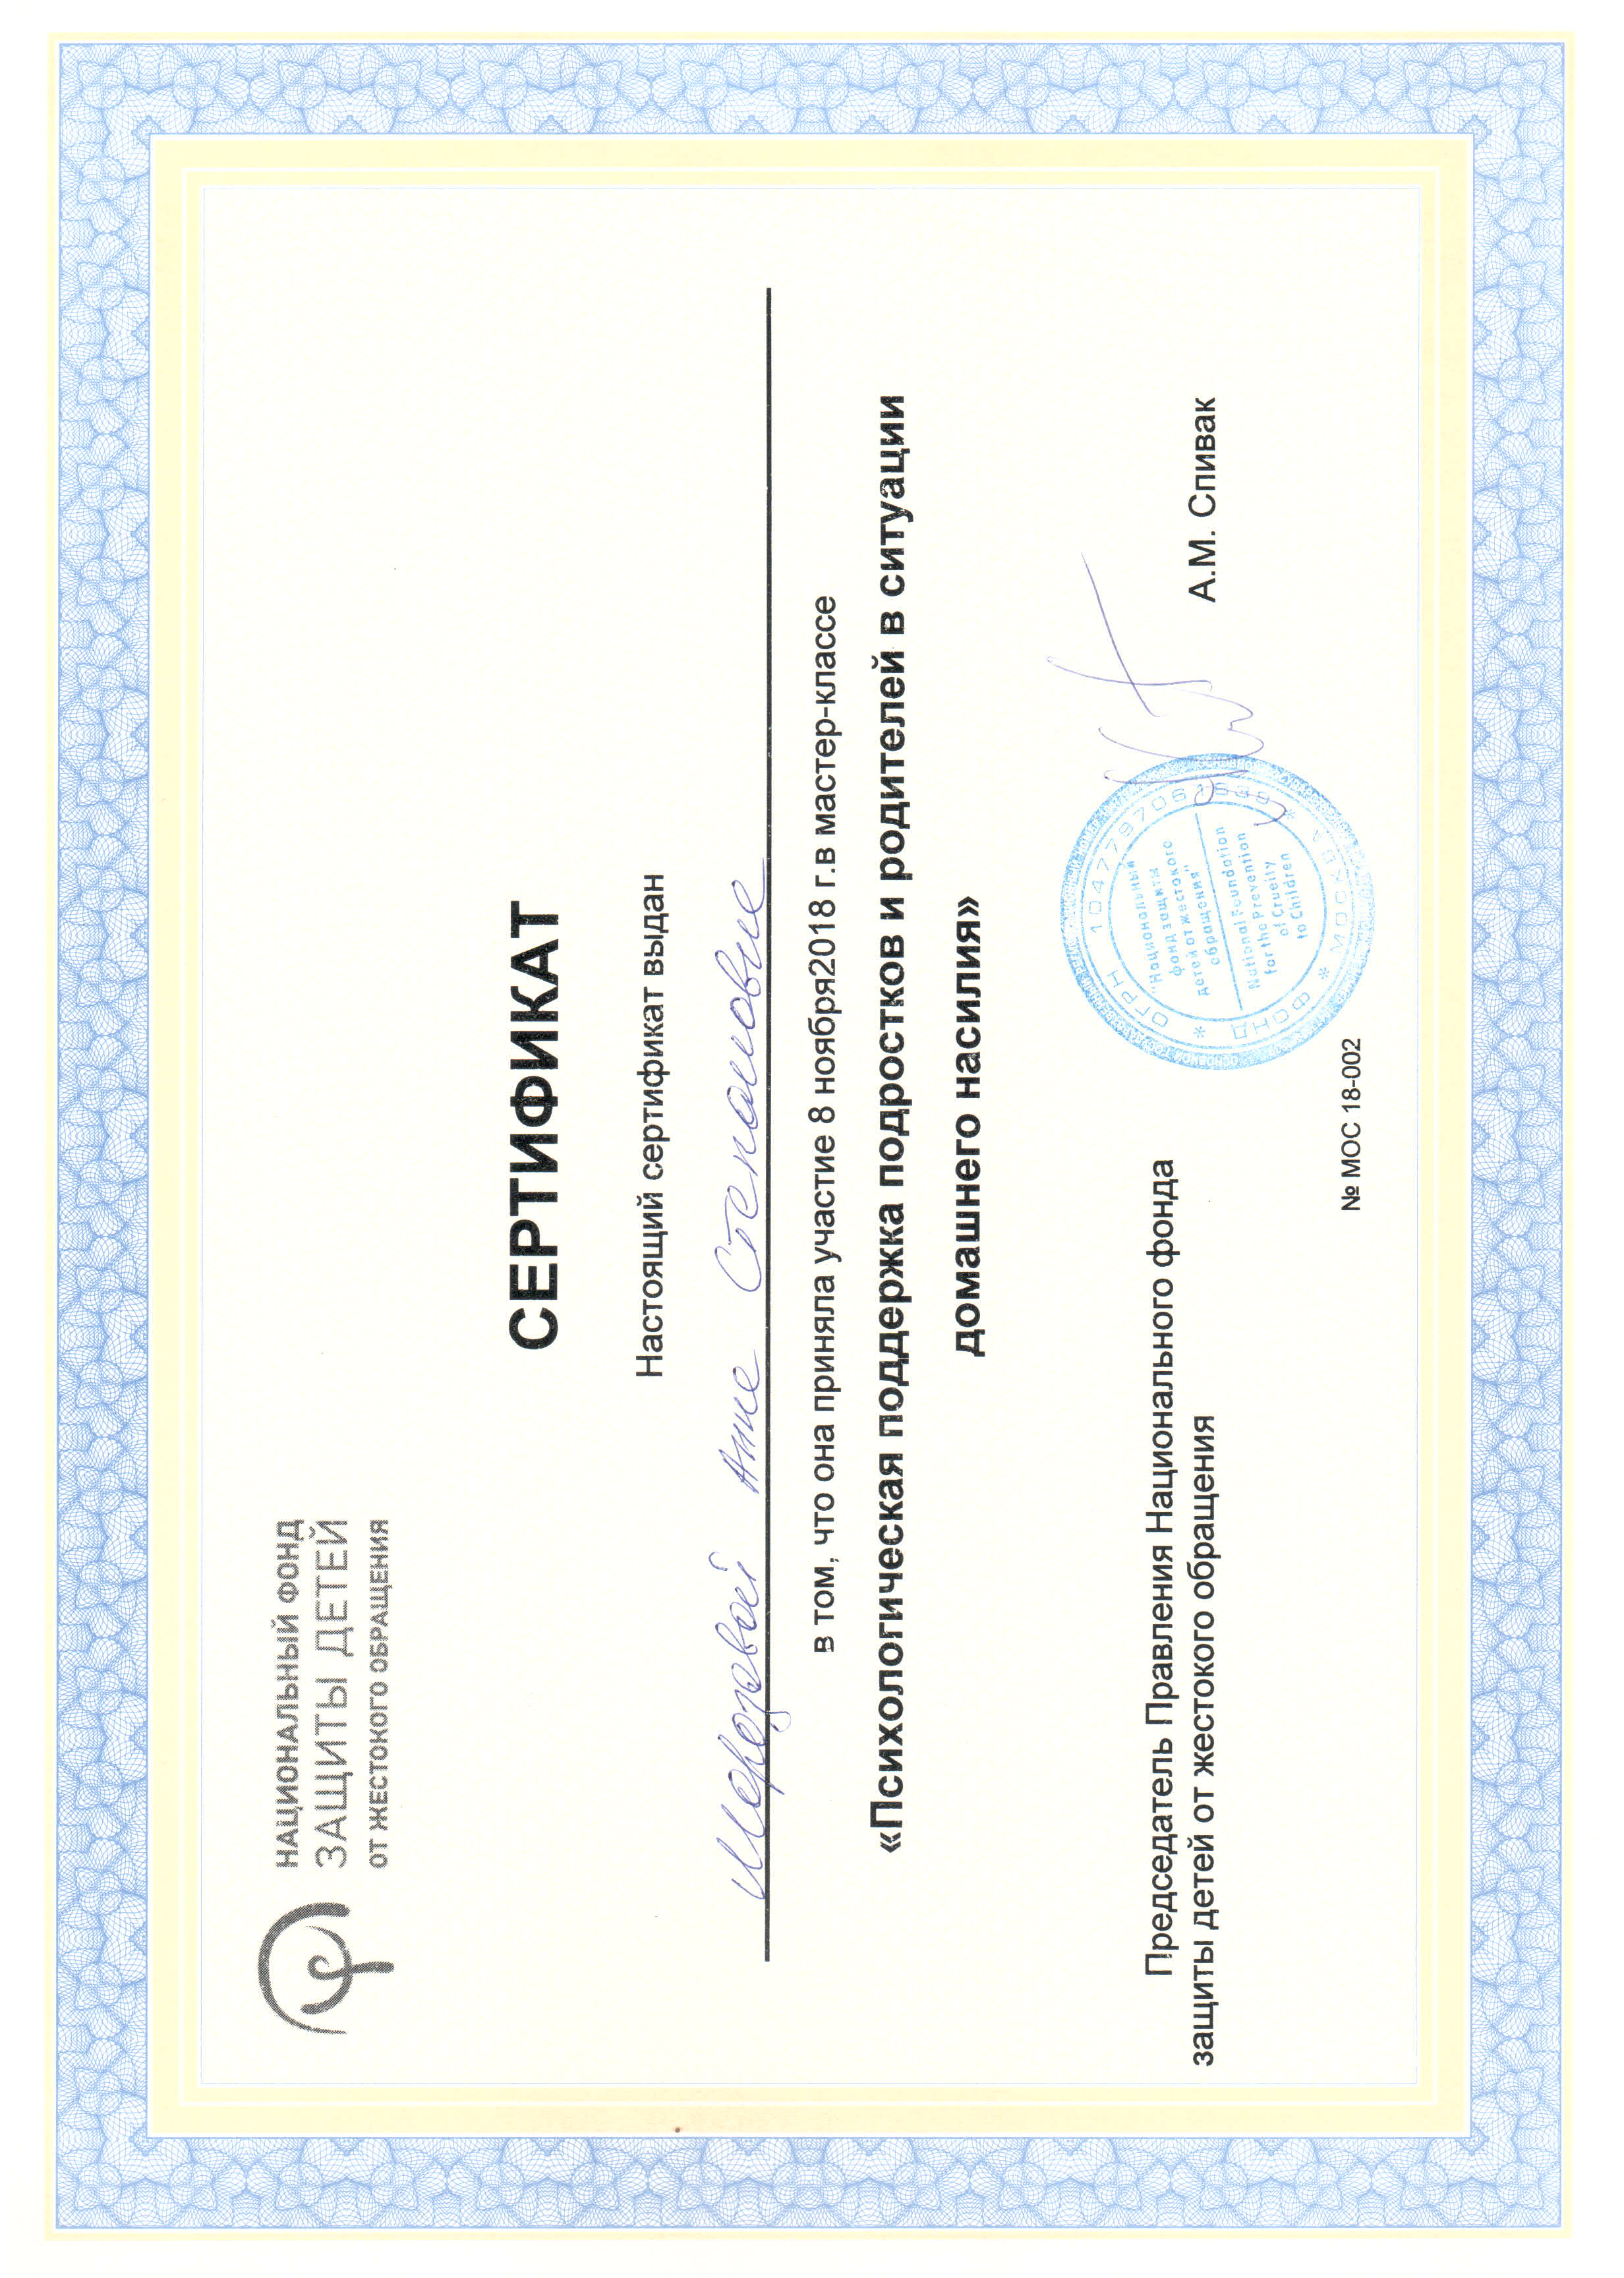 НАЦИОНАЛЬНЫЙ ФОНД
ЗАЩИТЫ ДЕТЕЙ
ОТ ЖЕСТОКОГО ОБРАЩЕНИЯ
СЕРТИФИКАТ
Настоящий сертификат выдан
Анне Степановне
в том, что она приняла участие 8 ноября2018 г.в мастер-классе
«Психологическая поддержка подростков и родителей в ситуации
домашнего насилия»
Председатель Правления Национального фонда
защиты детей от жестокого обращения
А.М. Спивак
ОГРН 1047797061639
* ФОНД * МОСКВА *
"Национальный
фонд защиты
детей от жестокого
обращения"
National Foundation
for the Prevention
of Cruelty
to Children
№ МОС 18-002